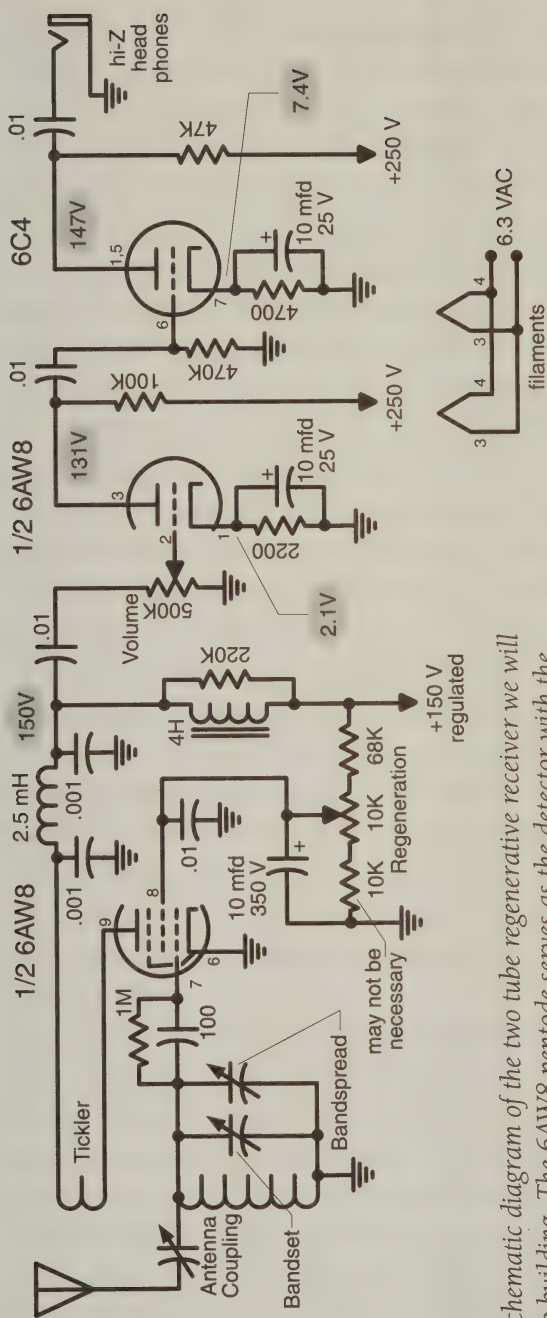 1/2 6AW8
1/2 6AW8
6C4
Tickler
2.5 mH
.001
.001
150V
.01
131V
.01
147V
.01
hi-Z
head
phones
Antenna
Coupling
Bandset
Bandspread
1M
100
9
8
7
6
.01
10 mfd
350 V
4H
220K
10K
10K
68K
Regeneration
may not be
necessary
+150 V
regulated
Volume
500K
3
2
1
2.1V
2200
10 mfd
25 V
100K
+250 V
470K
1,5
6
7
7.4V
4700
10 mfd
25 V
47K
+250 V
3
4
3
4
6.3 VAC
filaments
chematic diagram of the two tube regenerative receiver we will
building. The 6AW8 pentode serves as the detector with the